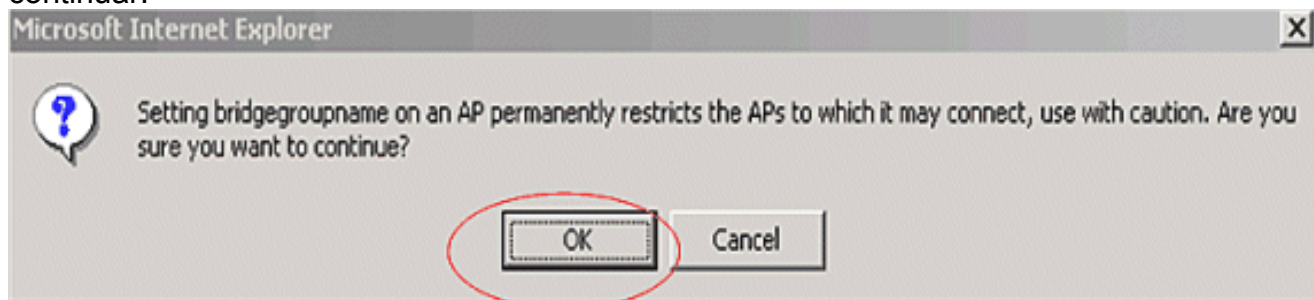 continuar.
Microsoft Internet Explorer
Setting bridgegroupname on an AP permanently restricts the APs to which it may connect, use with caution. Are you
sure you want to continue?
OK
Cancel